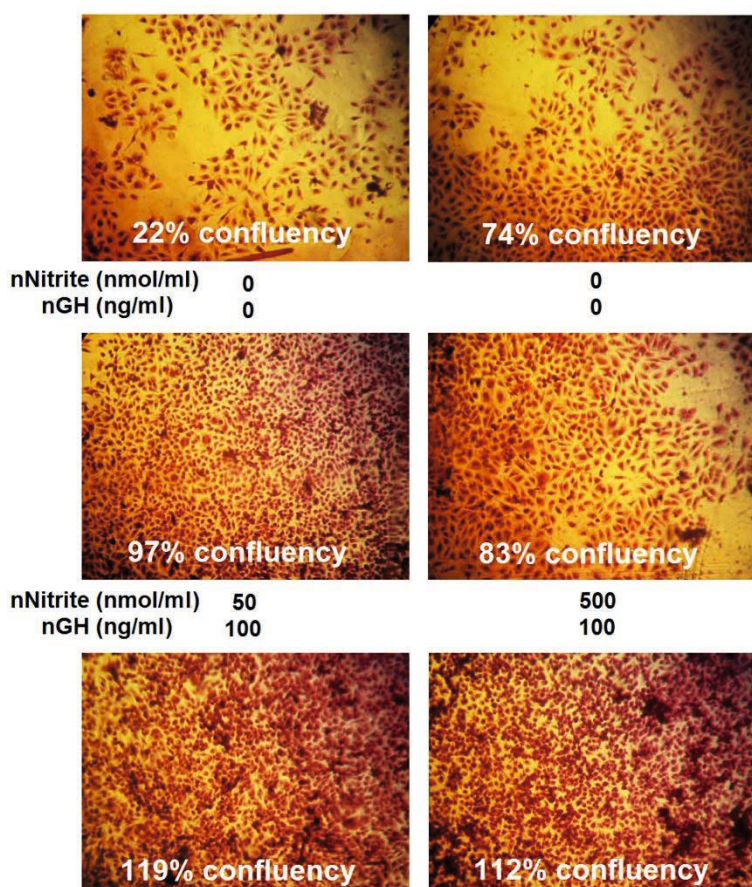 22% confluency 74% confluency
nNitrite (nmol/ml) 0 0
nGH (ng/ml) 0 0
97% confluency 83% confluency
nNitrite (nmol/ml) 50 500
nGH (ng/ml) 100 100
119% confluency 112% confluency